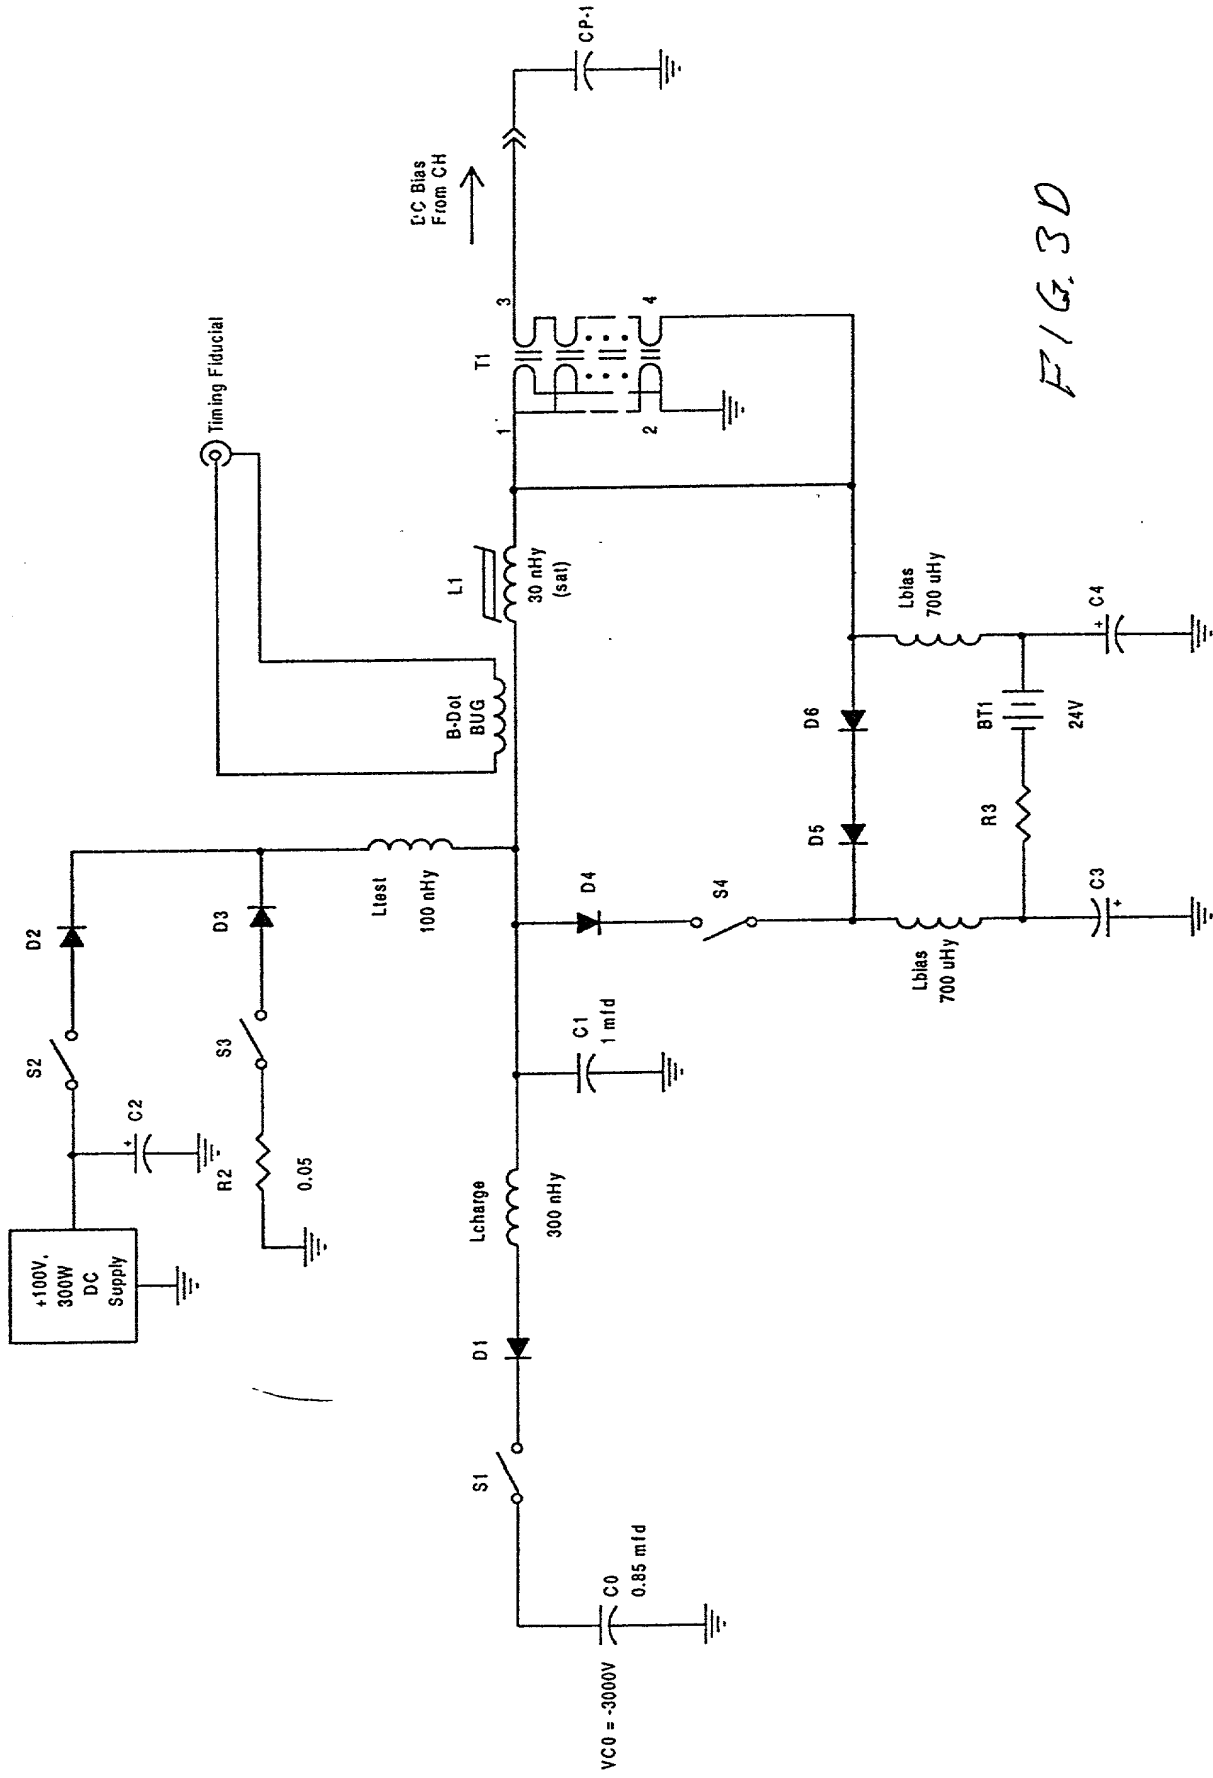 +100V,
300W
DC
Supply
C2
+
S2
D2
R2
0.05
S3
D3
Ltest
100 nHy
Timing Fiducial
B-Dot
BUG
L1
30 nHy
(sat)
VC0 = -3000V
C0
0.85 mfd
S1
D1
Lcharge
300 nHy
C1
1 mfd
D4
S4
T1
1
3
2
4
DC Bias
From CH
CP-1
D5
D6
Lbias
700 uHy
Lbias
700 uHy
R3
BT1
24V
C3
+
C4
+
FIG. 3D